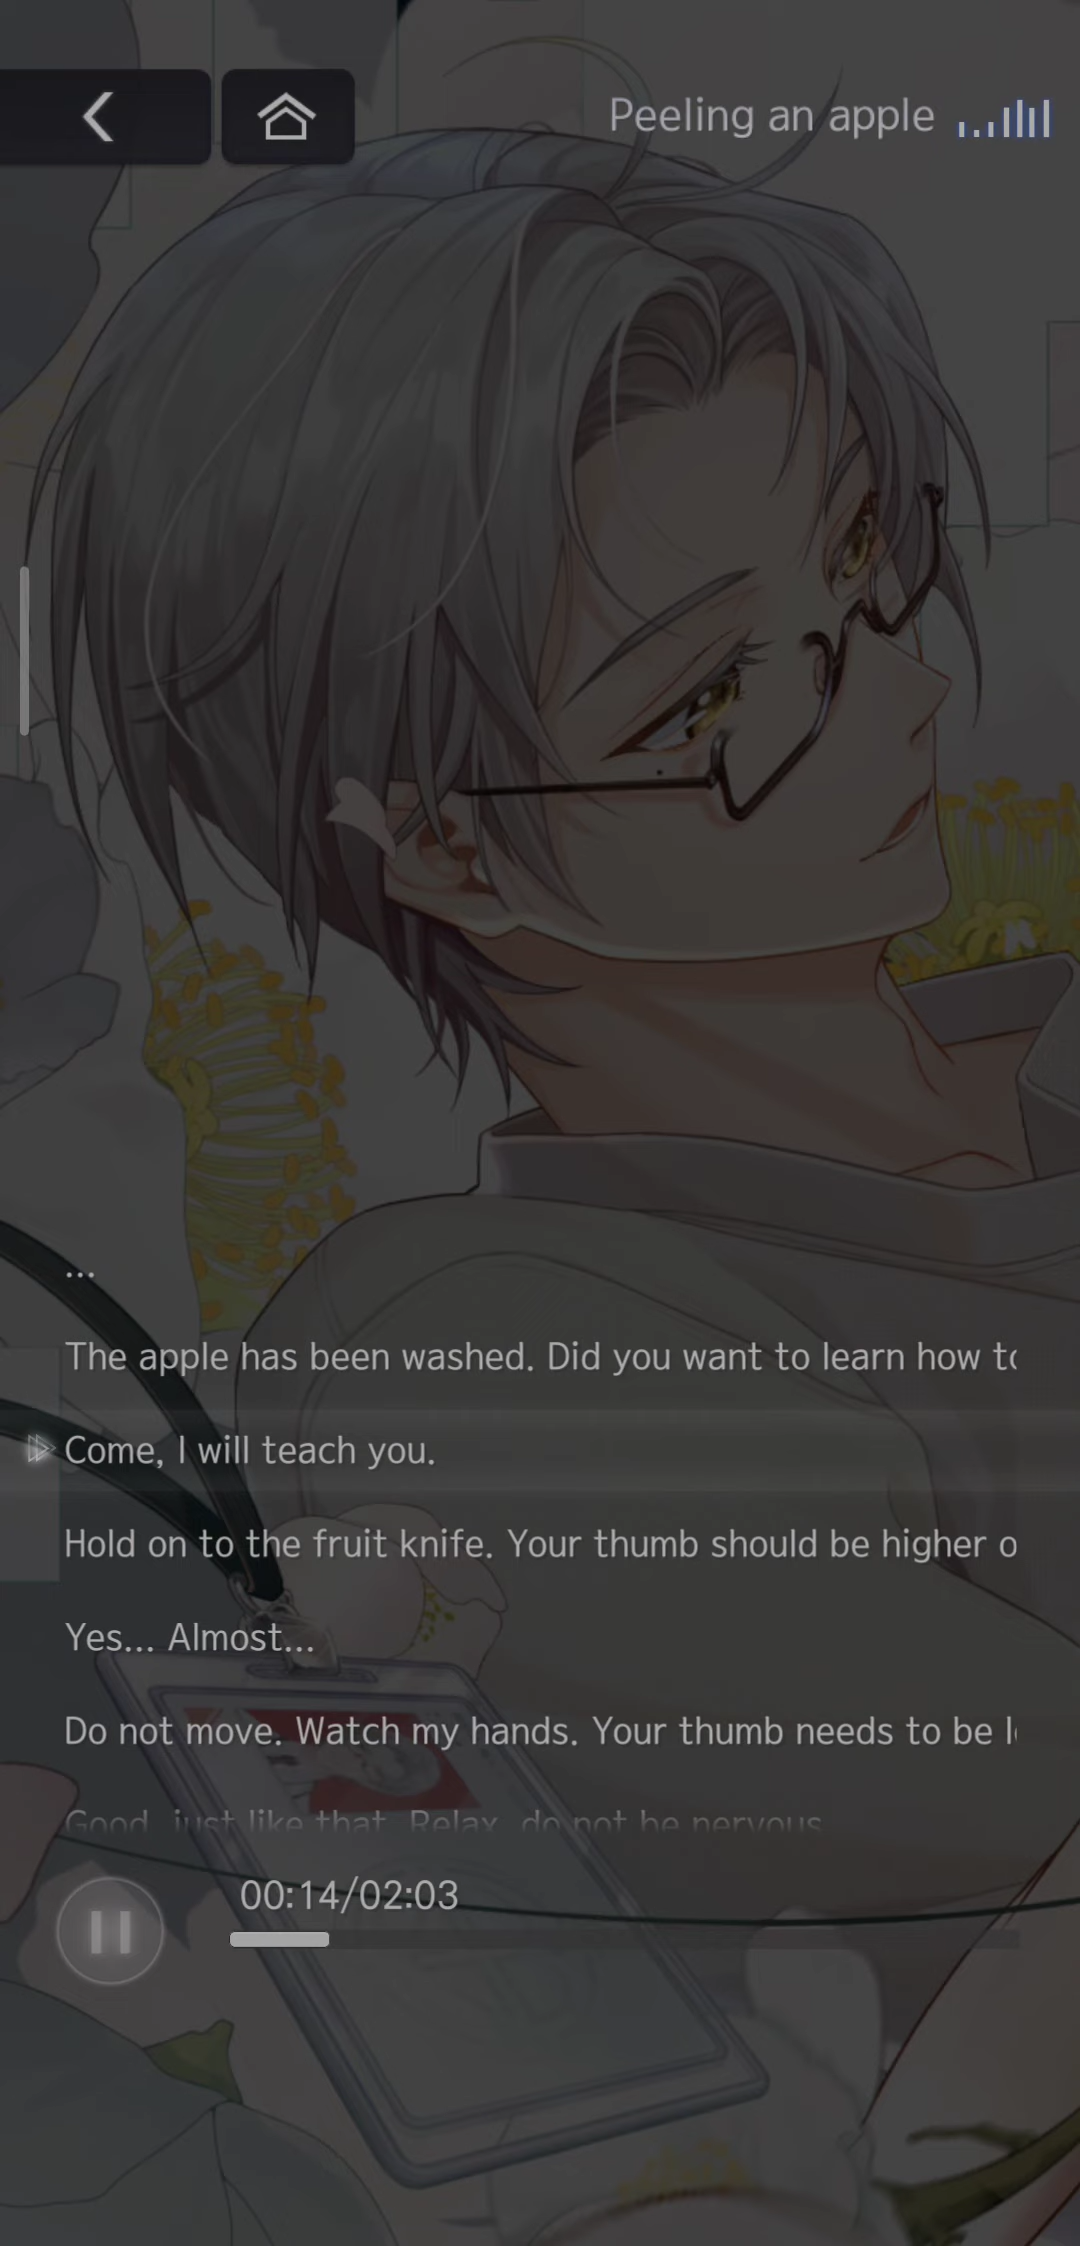 Peeling an apple
...
The apple has been washed. Did you want to learn how to
Come, I will teach you.
Hold on to the fruit knife. Your thumb should be higher o
Yes... Almost...
Do not move. Watch my hands. Your thumb needs to be l
Good, just like that. Relax, do not be nervous
00:14/02:03